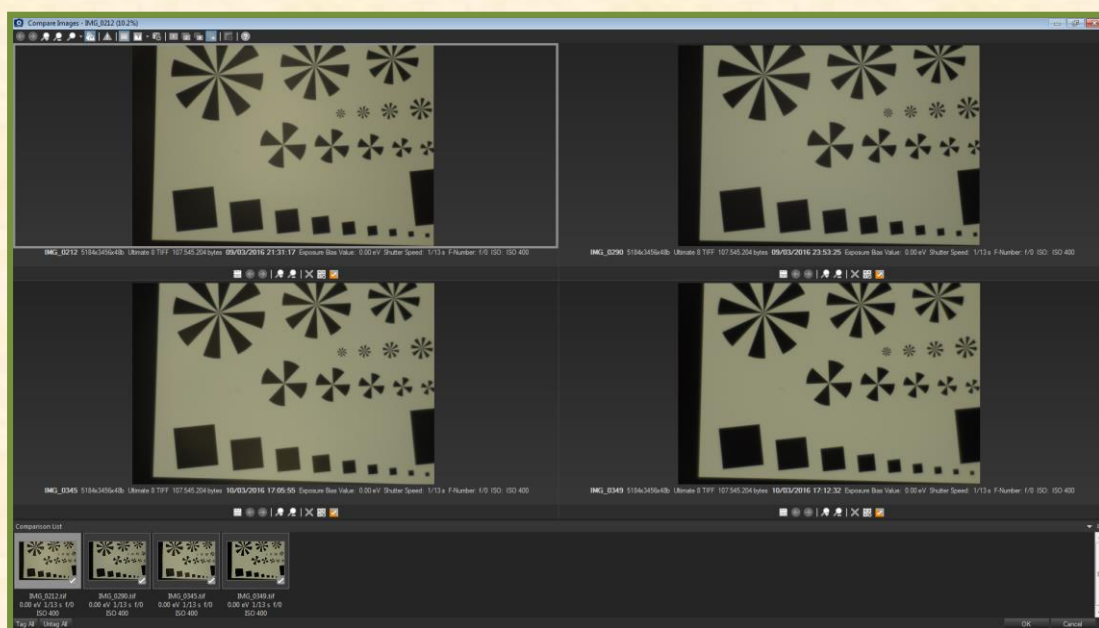 Compare Images - IMG_0212 (10.2%)
IMG_0212 5184x3456x48b Ultimate 8 TIFF 107.545.204 bytes 09/03/2016 21:31:17 Exposure Bias Value: 0.00 eV Shutter Speed: 1/13 s F-Number: f/0 ISO: ISO 400
IMG_0290 5184x3456x48b Ultimate 8 TIFF 107.545.204 bytes 09/03/2016 23:53:25 Exposure Bias Value: 0.00 eV Shutter Speed: 1/13 s F-Number: f/0 ISO: ISO 400
IMG_0345 5184x3456x48b Ultimate 8 TIFF 107.545.204 bytes 10/03/2016 17:05:55 Exposure Bias Value: 0.00 eV Shutter Speed: 1/13 s F-Number: f/0 ISO: ISO 400
IMG_0349 5184x3456x48b Ultimate 8 TIFF 107.545.204 bytes 10/03/2016 17:12:32 Exposure Bias Value: 0.00 eV Shutter Speed: 1/13 s F-Number: f/0 ISO: ISO 400
Comparison List
IMG_0212.tif
0.00 eV 1/13 s f/0
ISO 400
IMG_0290.tif
0.00 eV 1/13 s f/0
ISO 400
IMG_0345.tif
0.00 eV 1/13 s f/0
ISO 400
IMG_0349.tif
0.00 eV 1/13 s f/0
ISO 400
Tag All Untag All
OK Cancel